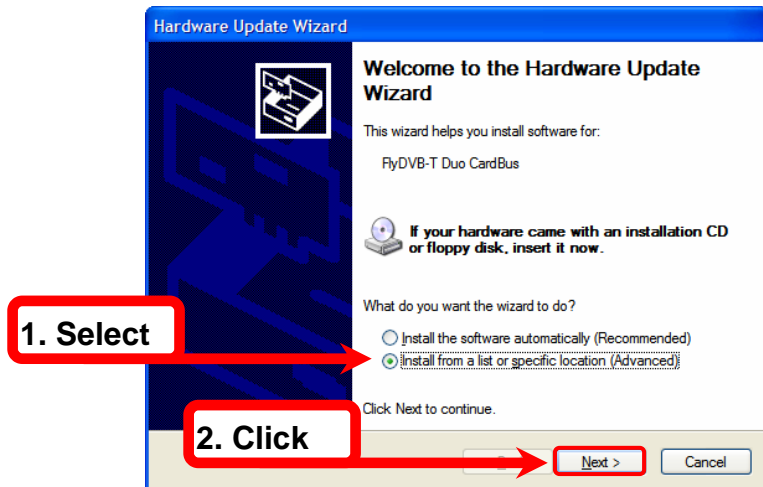 Hardware Update Wizard
Welcome to the Hardware Update
Wizard
This wizard helps you install software for:
FlyDVB-T Duo CardBus
If your hardware came with an installation CD
or floppy disk, insert it now.
What do you want the wizard to do?
1. Select
Install the software automatically (Recommended)
Install from a list or specific location (Advanced)
Click Next to continue.
2. Click
Next >
Cancel